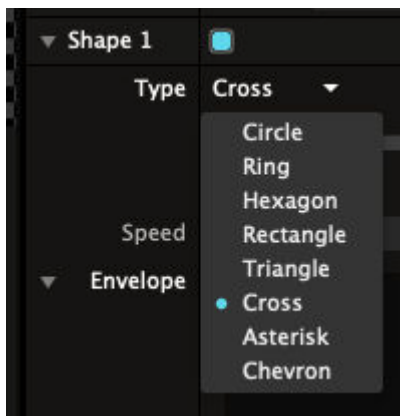 Shape 1
Type Cross
Circle
Ring
Hexagon
Speed Rectangle
Triangle
Envelope
Cross
Asterisk
Chevron